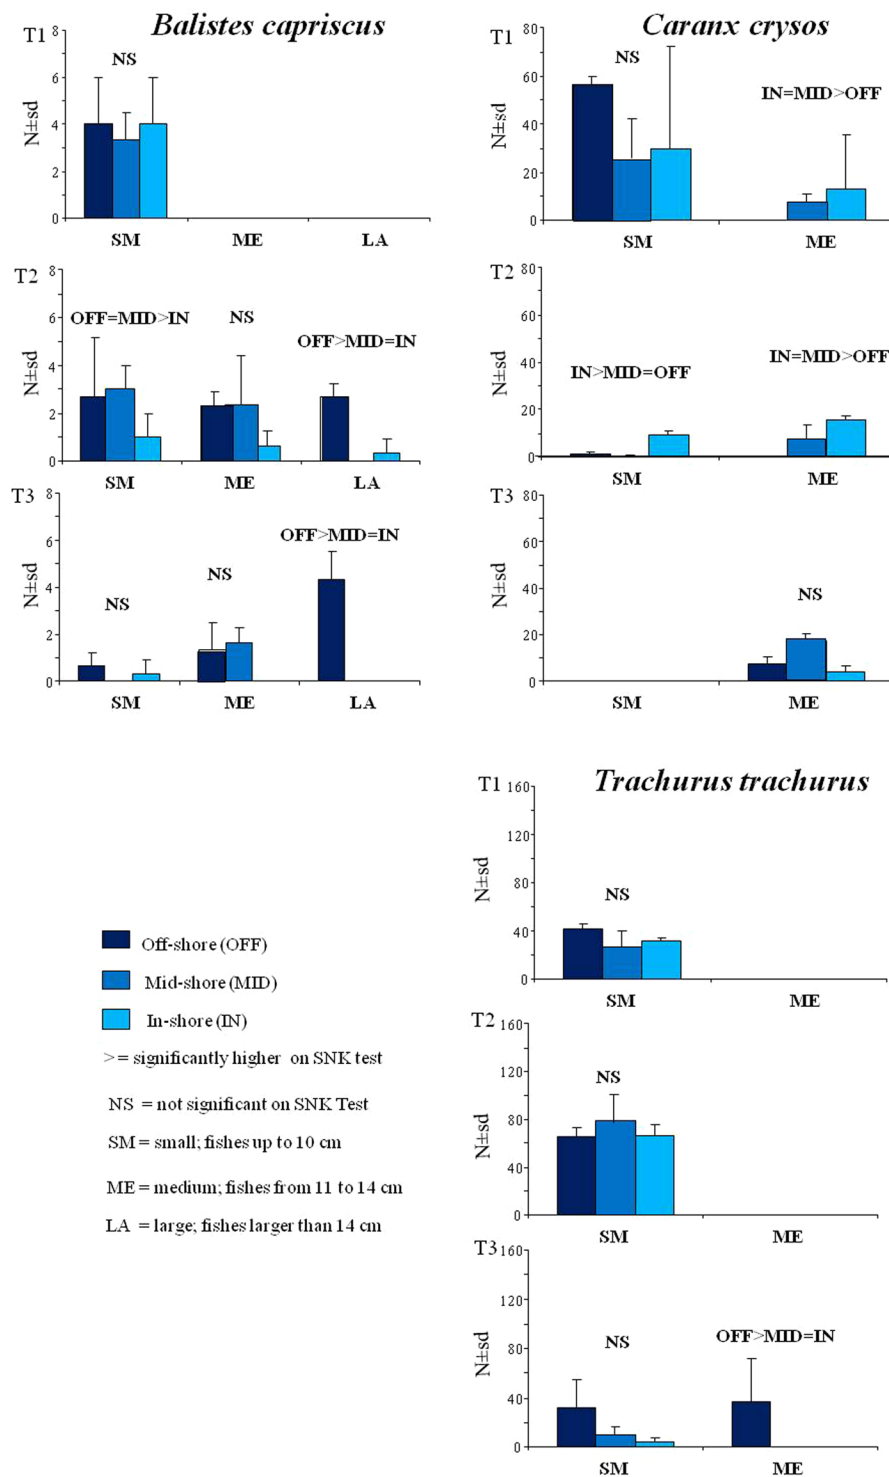 Balistes capriscus
T1
8
6
4
2
0
N±sd
NS
SM ME LA
T2
8
6
4
2
0
N±sd
OFF=MID>IN
NS
OFF>MID=IN
SM ME LA
T3
8
6
4
2
0
N±sd
NS
NS
OFF>MID=IN
SM ME LA
Caranx crysos
T1
80
60
40
20
0
N±sd
NS
IN=MID>OFF
SM ME
T2
80
60
40
20
0
N±sd
IN>MID=OFF
IN=MID>OFF
SM ME
T3
80
60
40
20
0
N±sd
NS
SM ME
Off-shore (OFF)
Mid-shore (MID)
In-shore (IN)
>= significantly higher on SNK test
NS = not significant on SNK Test
SM = small; fishes up to 10 cm
ME = medium; fishes from 11 to 14 cm
LA = large; fishes larger than 14 cm
Trachurus trachurus
T1
160
120
80
40
0
N±sd
NS
SM ME
T2
160
120
80
40
0
N±sd
NS
SM ME
T3
160
120
80
40
0
N±sd
NS
OFF>MID=IN
SM ME